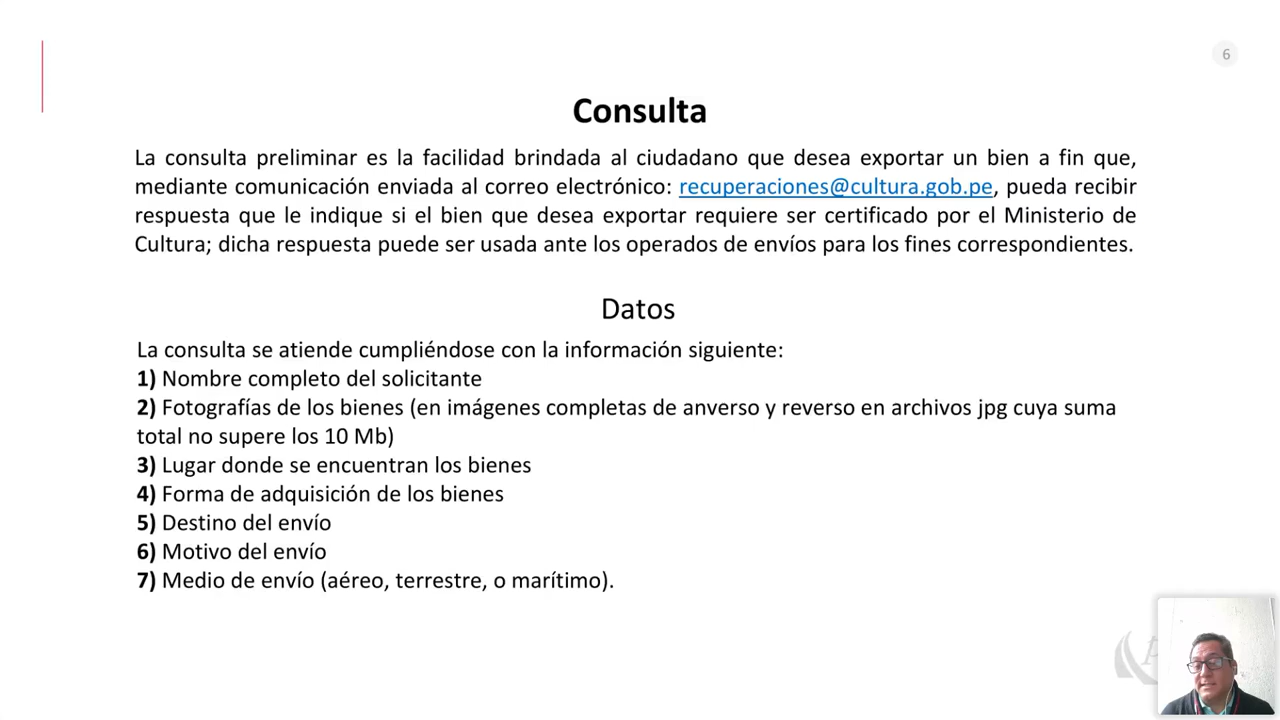 6
Consulta
La consulta preliminar es la facilidad brindada al ciudadano que desea exportar un bien a fin que,
mediante comunicación enviada al correo electrónico: recuperaciones@cultura.gob.pe, pueda recibir
respuesta que le indique si el bien que desea exportar requiere ser certificado por el Ministerio de
Cultura; dicha respuesta puede ser usada ante los operados de envíos para los fines correspondientes.
Datos
La consulta se atiende cumpliéndose con la información siguiente:
1) Nombre completo del solicitante
2) Fotografías de los bienes (en imágenes completas de anverso y reverso en archivos jpg cuya suma
total no supere los 10 Mb)
3) Lugar donde se encuentran los bienes
4) Forma de adquisición de los bienes
5) Destino del envío
6) Motivo del envío
7) Medio de envío (aéreo, terrestre, o marítimo).